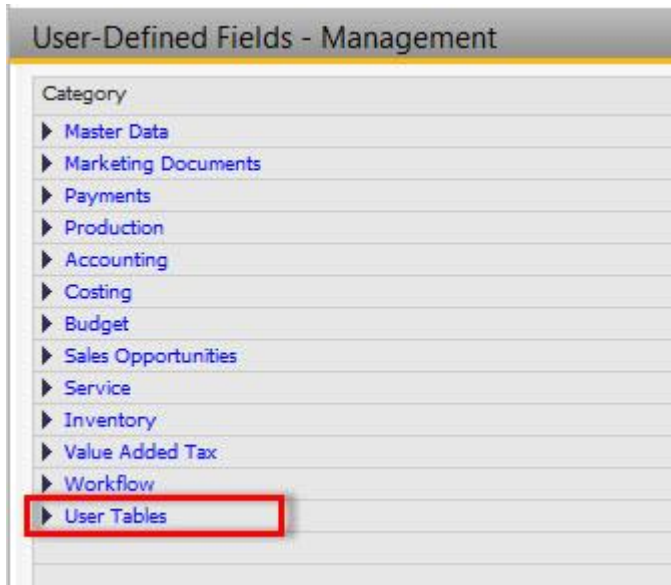 User-Defined Fields - Management
Category
Master Data
Marketing Documents
Payments
Production
Accounting
Costing
Budget
Sales Opportunities
Service
Inventory
Value Added Tax
Workflow
User Tables